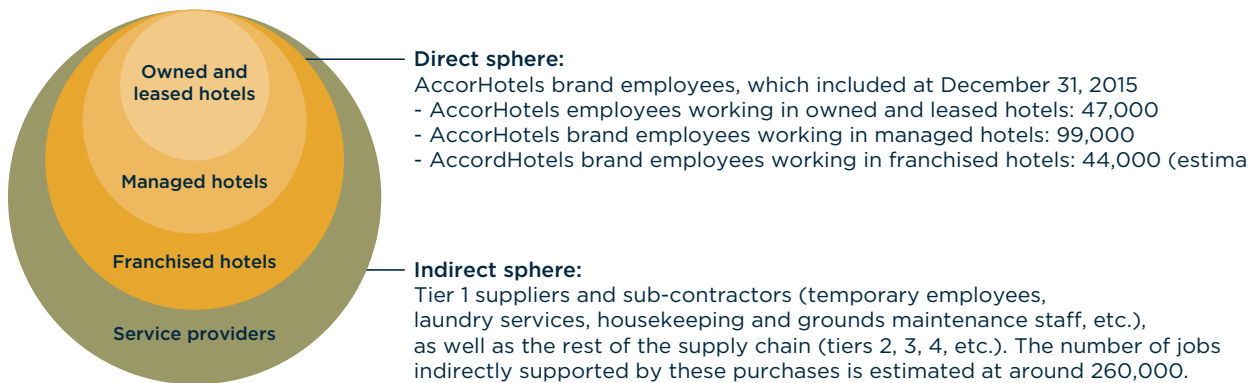 Owned and
leased hotels
Managed hotels
Franchised hotels
Service providers
Direct sphere:
AccorHotels brand employees, which included at December 31, 2015
- AccorHotels employees working in owned and leased hotels: 47,000
- AccorHotels brand employees working in managed hotels: 99,000
- AccordHotels brand employees working in franchised hotels: 44,000 (estima
Indirect sphere:
Tier 1 suppliers and sub-contractors (temporary employees,
laundry services, housekeeping and grounds maintenance staff, etc.),
as well as the rest of the supply chain (tiers 2, 3, 4, etc.). The number of jobs
indirectly supported by these purchases is estimated at around 260,000.